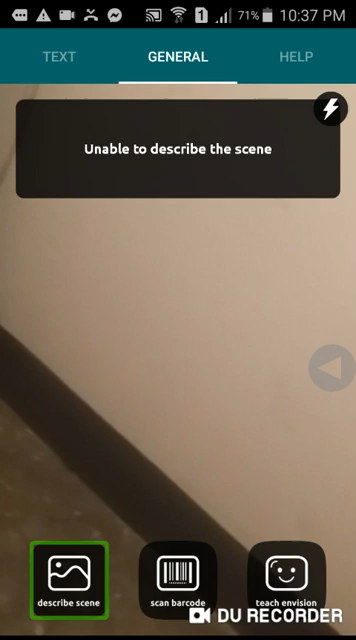 1 71% 10:37 PM
TEXT GENERAL HELP
Unable to describe the scene
describe scene scan barcode teach envision
DU RECORDER